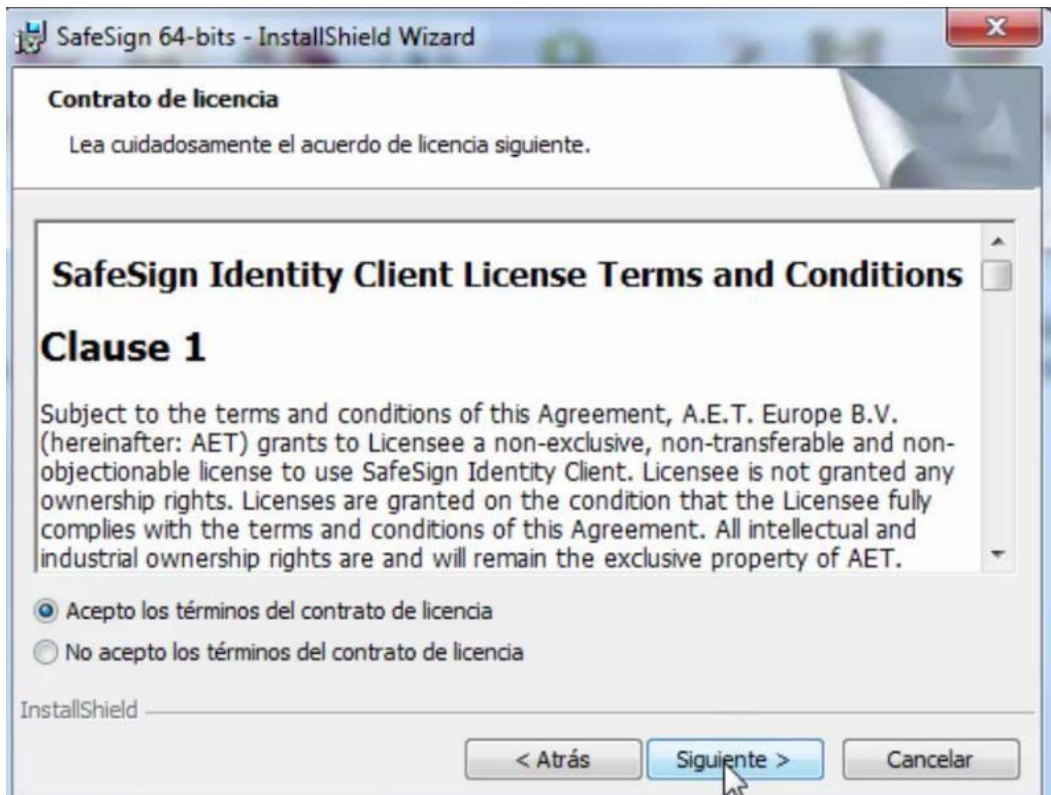 SafeSign 64-bits - InstallShield Wizard
Contrato de licencia
Lea cuidadosamente el acuerdo de licencia siguiente.
SafeSign Identity Client License Terms and Conditions
Clause 1
Subject to the terms and conditions of this Agreement, A.E.T. Europe B.V.
(hereinafter: AET) grants to Licensee a non-exclusive, non-transferable and non-
objectionable license to use SafeSign Identity Client. Licensee is not granted any
ownership rights. Licenses are granted on the condition that the Licensee fully
complies with the terms and conditions of this Agreement. All intellectual and
industrial ownership rights are and will remain the exclusive property of AET.
Acepto los términos del contrato de licencia
No acepto los términos del contrato de licencia
InstallShield
< Atrás
Siguiente >
Cancelar